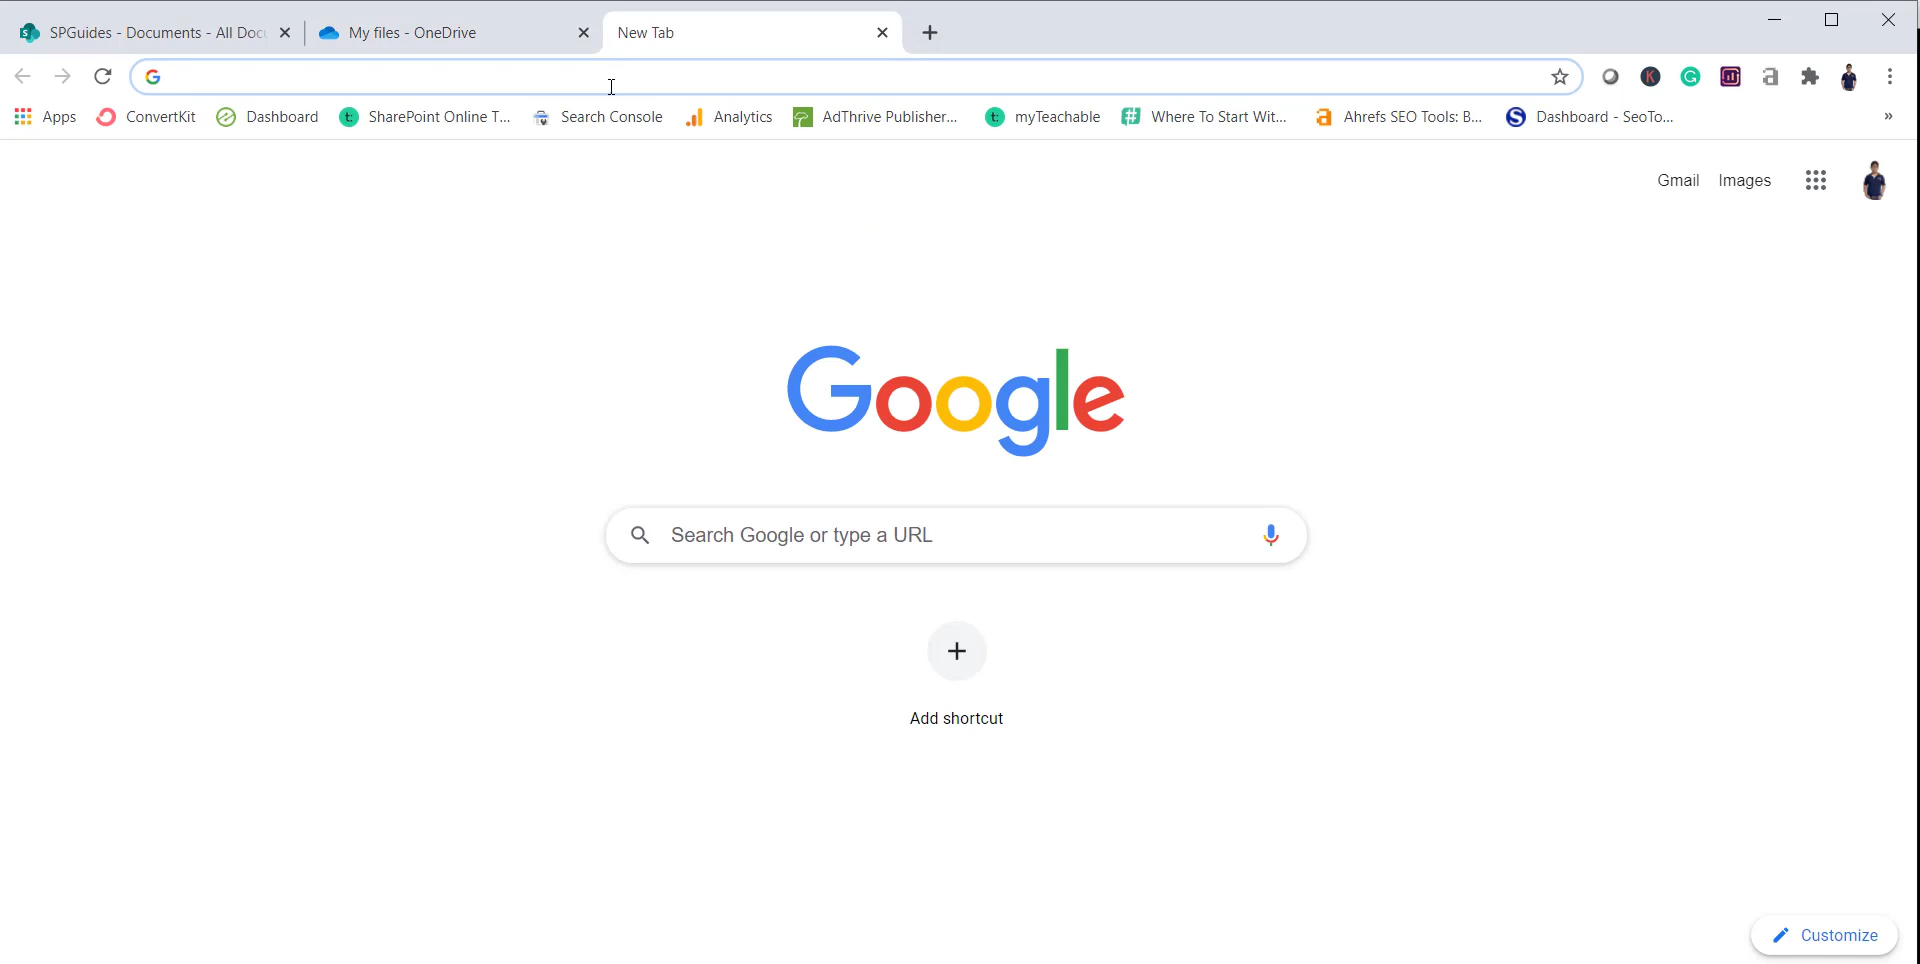 SPGuides - Documents - All Doc
My files - OneDrive
New Tab
Apps
ConvertKit
Dashboard
SharePoint Online T...
Search Console
Analytics
AdThrive Publisher...
myTeachable
Where To Start Wit...
Ahrefs SEO Tools: B...
Dashboard - SeoTo...
»
Gmail
Images
Google
Search Google or type a URL
Add shortcut
Customize